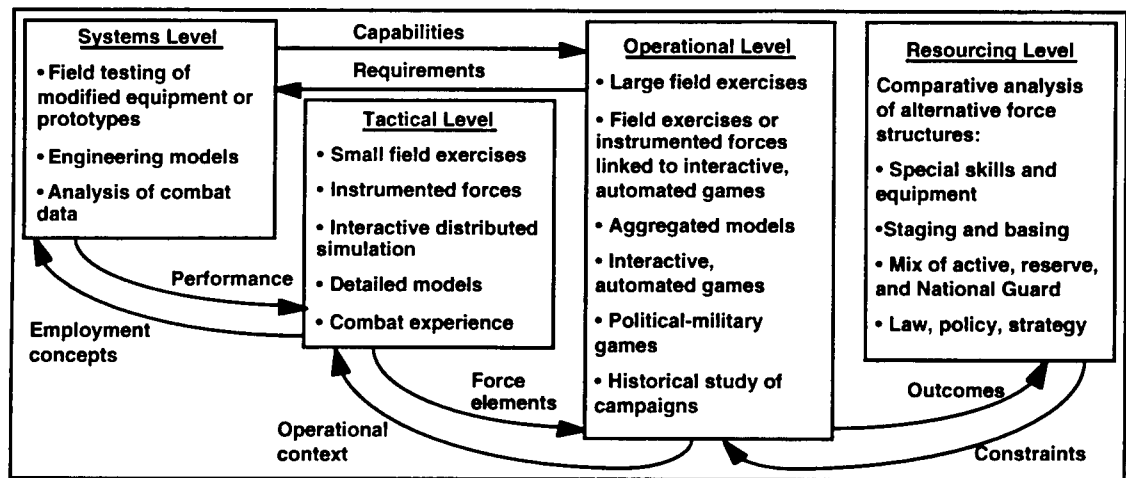 Systems Level
• Field testing of
modified equipment or
prototypes
• Engineering models
• Analysis of combat
data
Capabilities
Requirements
Tactical Level
• Small field exercises
• Instrumented forces
• Interactive distributed
simulation
• Detailed models
• Combat experience
Operational Level
• Large field exercises
• Field exercises or
instrumented forces
linked to interactive,
automated games
• Aggregated models
• Interactive,
automated games
• Political-military
games
• Historical study of
campaigns
Resourcing Level
Comparative analysis
of alternative force
structures:
• Special skills and
equipment
•Staging and basing
• Mix of active, reserve,
and National Guard
• Law, policy, strategy
Performance
Employment
concepts
Force
elements
Operational
context
Outcomes
Constraints